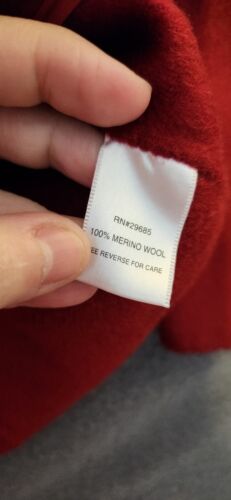 RN#29685
100% MERINO WOOL
EE REVERSE FOR CARE